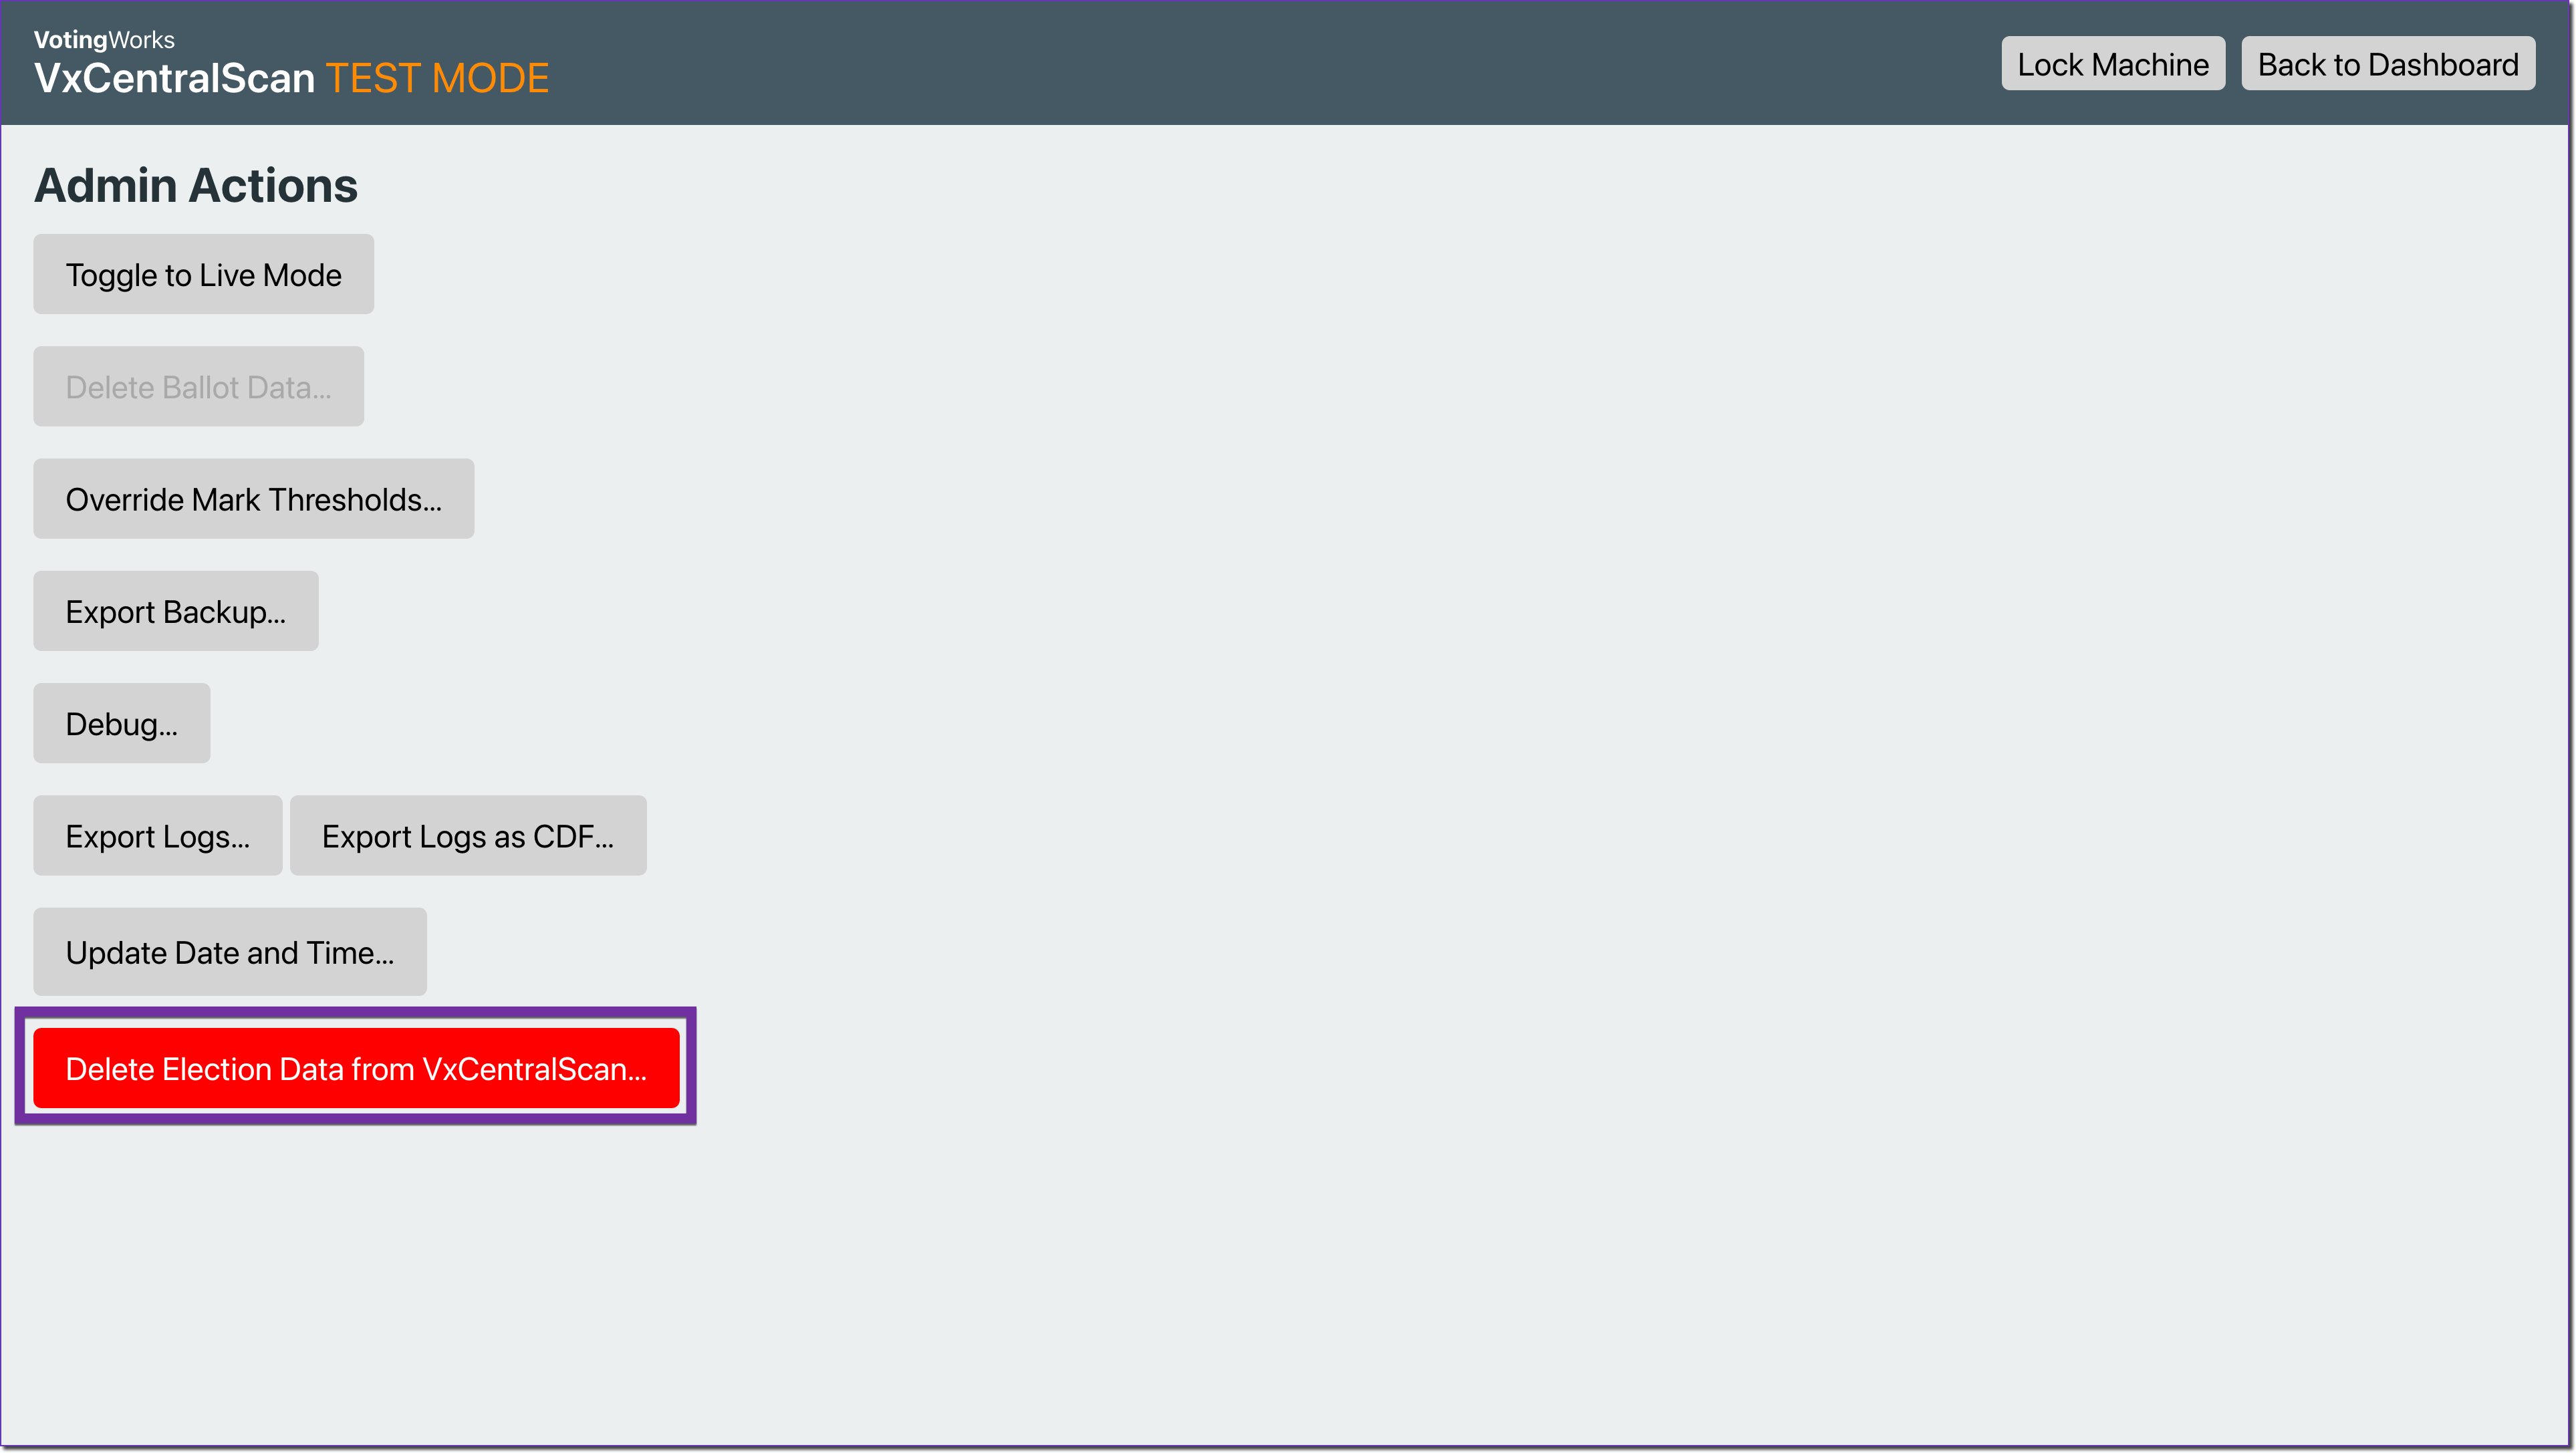 VotingWorks
VxCentralScan TEST MODE
Lock Machine
Back to Dashboard
Admin Actions
Toggle to Live Mode
Delete Ballot Data...
Override Mark Thresholds...
Export Backup...
Debug...
Export Logs...
Export Logs as CDF...
Update Date and Time...
Delete Election Data from VxCentralScan...